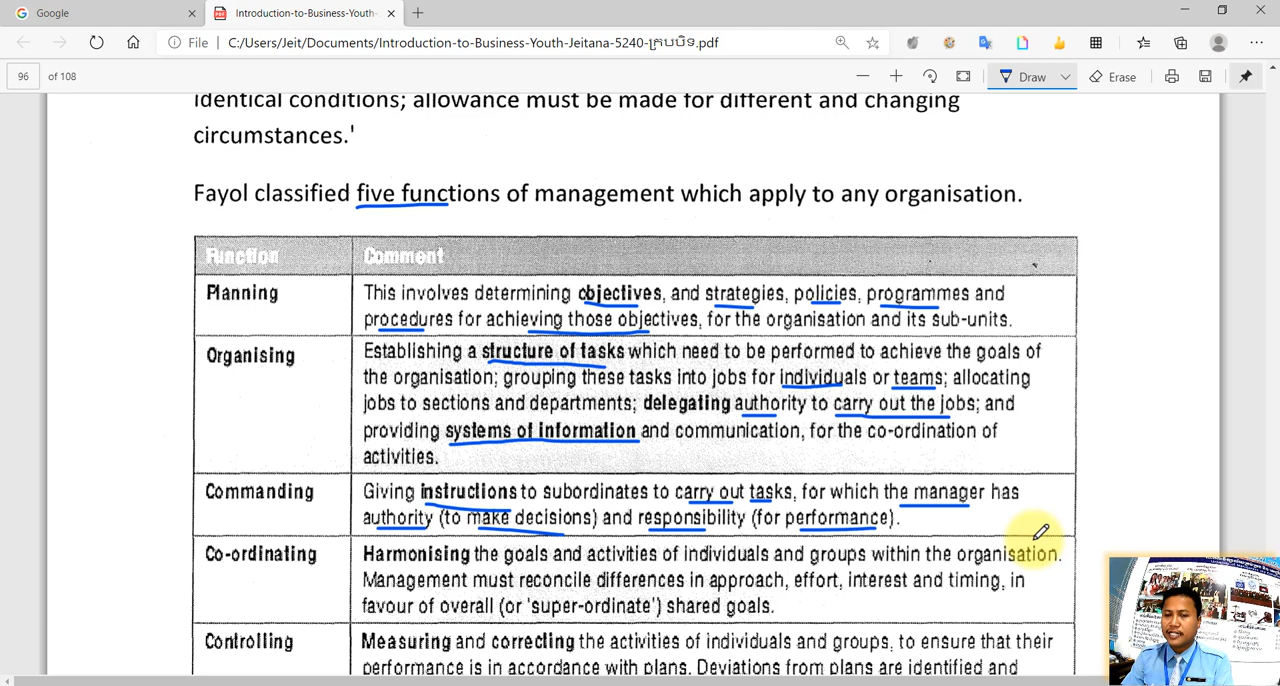 Google
Introduction-to-Business-Youth-
File
C:/Users/Jeit/Documents/Introduction-to-Business-Youth-Jeitana-5240-ក្របបិទ.pdf
96 of 108
Draw
Erase
identical conditions; allowance must be made for different and changing
circumstances.'
Fayol classified five functions of management which apply to any organisation.
Function Comment
Planning
This involves determining objectives, and strategies, policies, programmes and
procedures for achieving those objectives, for the organisation and its sub-units.
Organising
Establishing a structure of tasks which need to be performed to achieve the goals of
the organisation; grouping these tasks into jobs for individuals or teams; allocating
jobs to sections and departments; delegating authority to carry out the jobs; and
providing systems of information and communication, for the co-ordination of
activities.
Commanding
Giving instructions to subordinates to carry out tasks, for which the manager has
authority (to make decisions) and responsibility (for performance).
Co-ordinating
Harmonising the goals and activities of individuals and groups within the organisation.
Management must reconcile differences in approach, effort, interest and timing, in
favour of overall (or 'super-ordinate') shared goals.
Controlling
Measuring and correcting the activities of individuals and groups, to ensure that their
performance is in accordance with plans. Deviations from plans are identified and